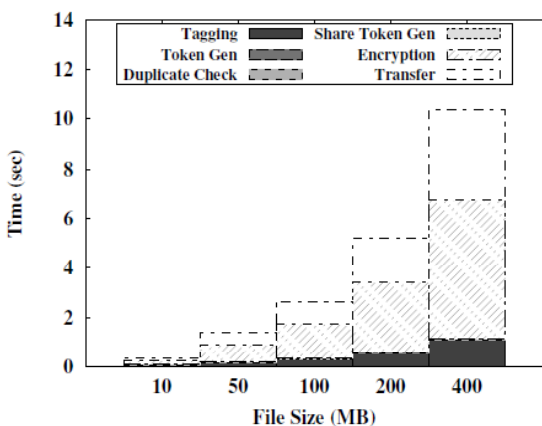 14
12
10
8
6
4
2
0
Time (sec)
Tagging
Token Gen
Duplicate Check
Share Token Gen
Encryption
Transfer
10 50 100 200 400
File Size (MB)